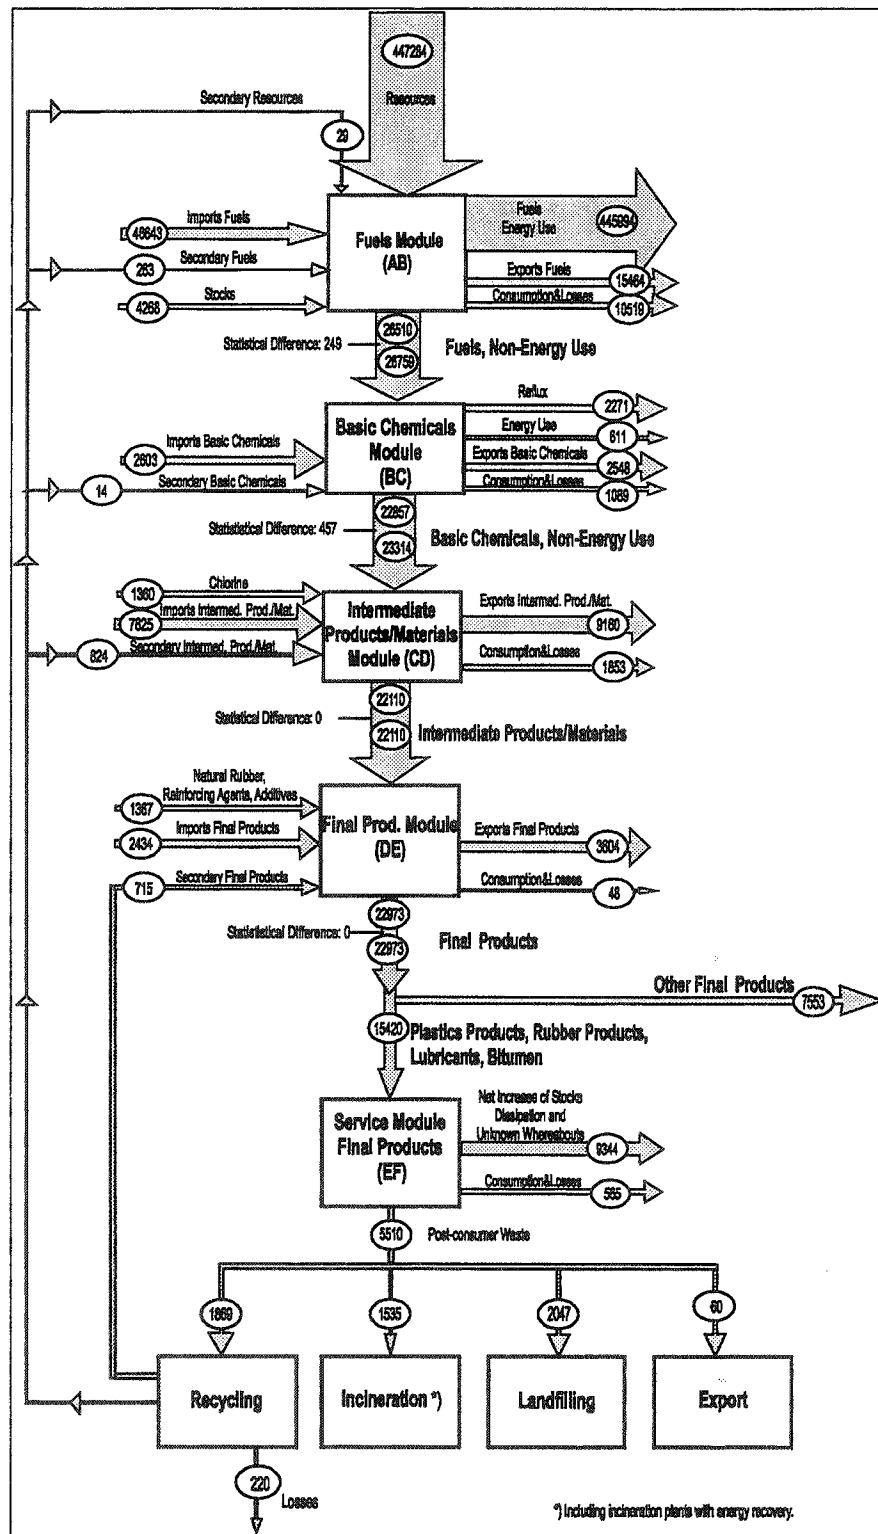 447284
Resources
Secondary Resources
29
Fuels
Energy Use
445994
Imports Fuels
46643
Fuels Module
(AB)
Secondary Fuels
263
Exports Fuels
15464
Stocks
4268
Consumption&Losses
10519
26510
Statistical Difference: 249
Fuels, Non-Energy Use
26759
Reflux
2271
Basic Chemicals
Module
(BC)
Energy Use
611
Imports Basic Chemicals
2603
Exports Basic Chemicals
2548
14
Secondary Basic Chemicals
Consumption&Losses
1089
22857
Statististical Difference: 457
Basic Chemicals, Non-Energy Use
23314
Chlorine
1360
Imports Intermed. Prod./Mat.
7825
Intermediate
Products/Materials
Module (CD)
Exports Intermed. Prod./Mat.
9160
624
Secondary Intermed. Prod./Mat.
Consumption&Losses
1853
22110
Statistical Difference: 0
22110
Intermediate Products/Materials
Natural Rubber,
Reinforcing Agents, Additives
1367
Imports Final Products
2434
Final Prod. Module
(DE)
Exports Final Products
3604
715
Secondary Final Products
Consumption&Losses
48
22973
Statististical Difference: 0
22973
Final Products
Other Final Products
7553
15420
Plastics Products, Rubber Products,
Lubricants, Bitumen
Service Module
Final Products
(EF)
Net Increase of Stocks
Dissipation and
Unknown Whereabouts
9344
Consumption&Losses
565
5510
Post-consumer Waste
1869
1535
2047
60
Recycling
Incineration *)
Landfilling
Export
220
Losses
*) Including incineration plants with energy recovery.